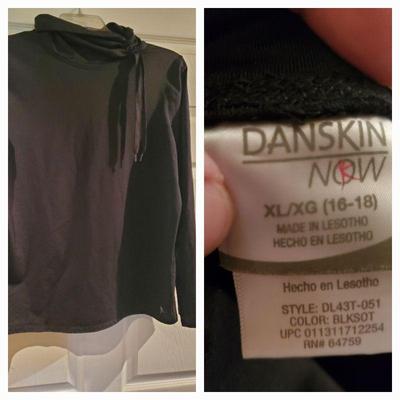 DANSKIN
NOW
XL/XG (16-18)
MADE IN LESOTHO
HECHO EN LESOTHO
Hecho en Lesotho
STYLE: DL43T-051
COLOR: BLKSOT
UPC 011311712254
RN# 64759